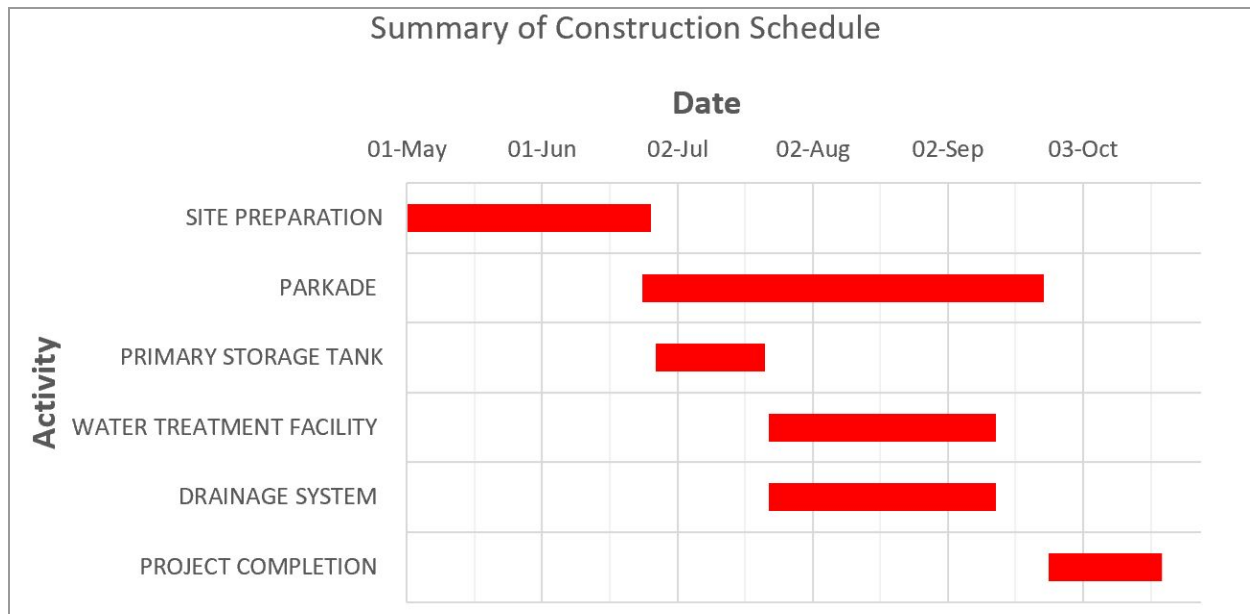 Summary of Construction Schedule
Date
01-May 01-Jun 02-Jul 02-Aug 02-Sep 03-Oct
Activity
SITE PREPARATION
PARKADE
PRIMARY STORAGE TANK
WATER TREATMENT FACILITY
DRAINAGE SYSTEM
PROJECT COMPLETION